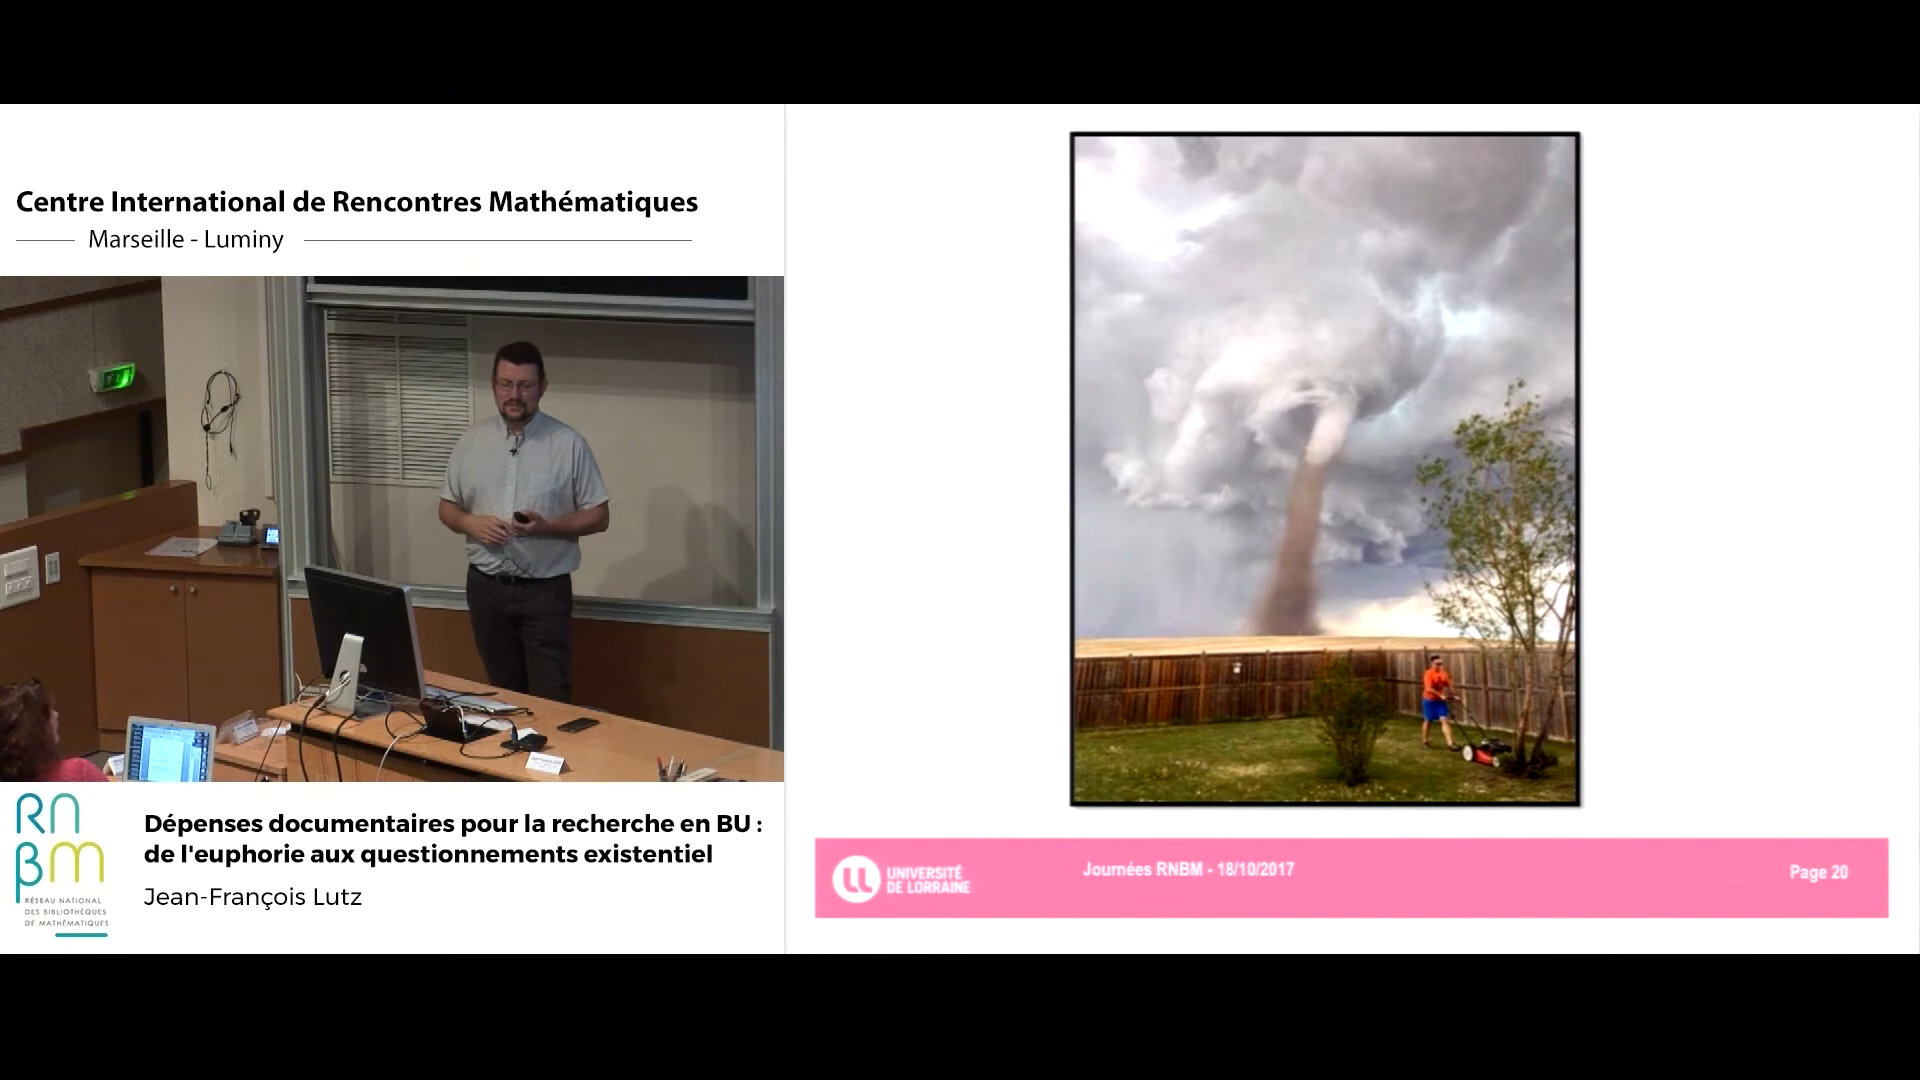 Centre International de Rencontres Mathématiques
Marseille - Luminy
RN
BM
RÉSEAU NATIONAL
DES BIBLIOTHÈQUES
DE MATHÉMATIQUES
Dépenses documentaires pour la recherche en BU :
de l'euphorie aux questionnements existentiel
Jean-François Lutz
UNIVERSITÉ
DE LORRAINE
Journées RNBM - 18/10/2017
Page 20